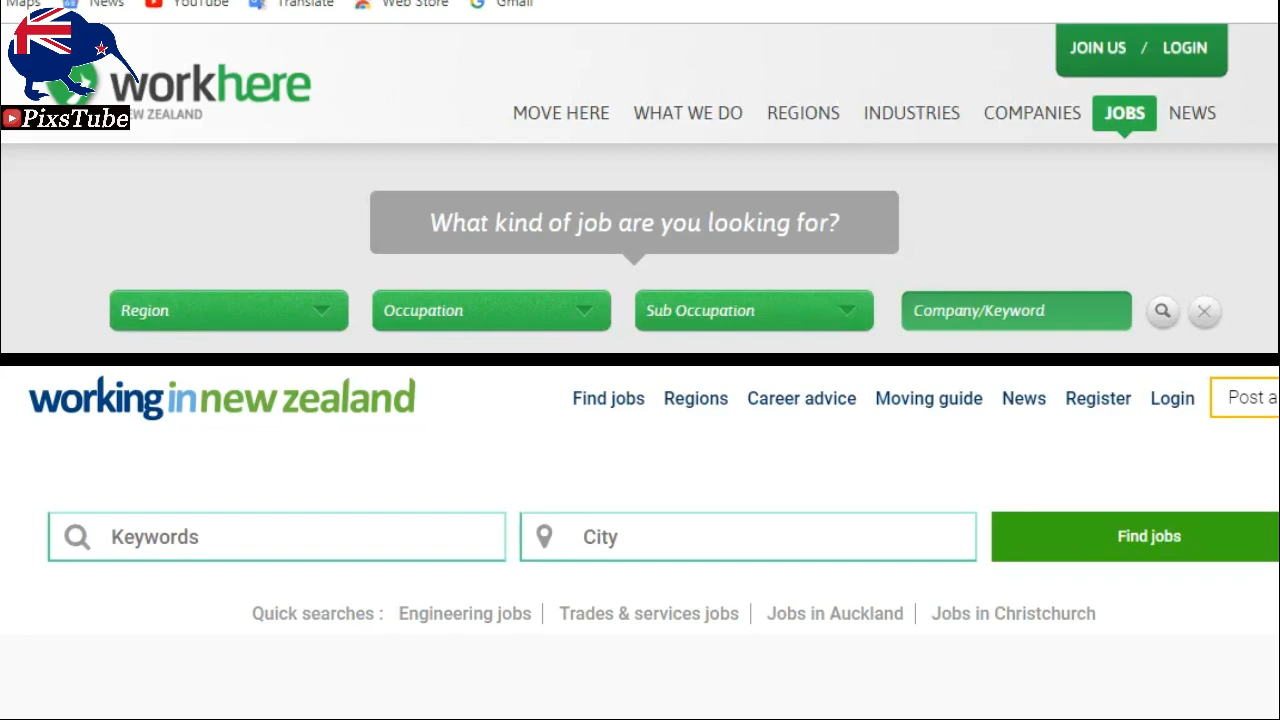 Maps News YouTube Translate Web Store Gmail
JOIN US / LOGIN
workhere
NEW ZEALAND
PixsTube
MOVE HERE WHAT WE DO REGIONS INDUSTRIES COMPANIES JOBS NEWS
What kind of job are you looking for?
Region Occupation Sub Occupation Company/Keyword
working in new zealand
Find jobs Regions Career advice Moving guide News Register Login Post a
Keywords City Find jobs
Quick searches : Engineering jobs | Trades & services jobs | Jobs in Auckland | Jobs in Christchurch